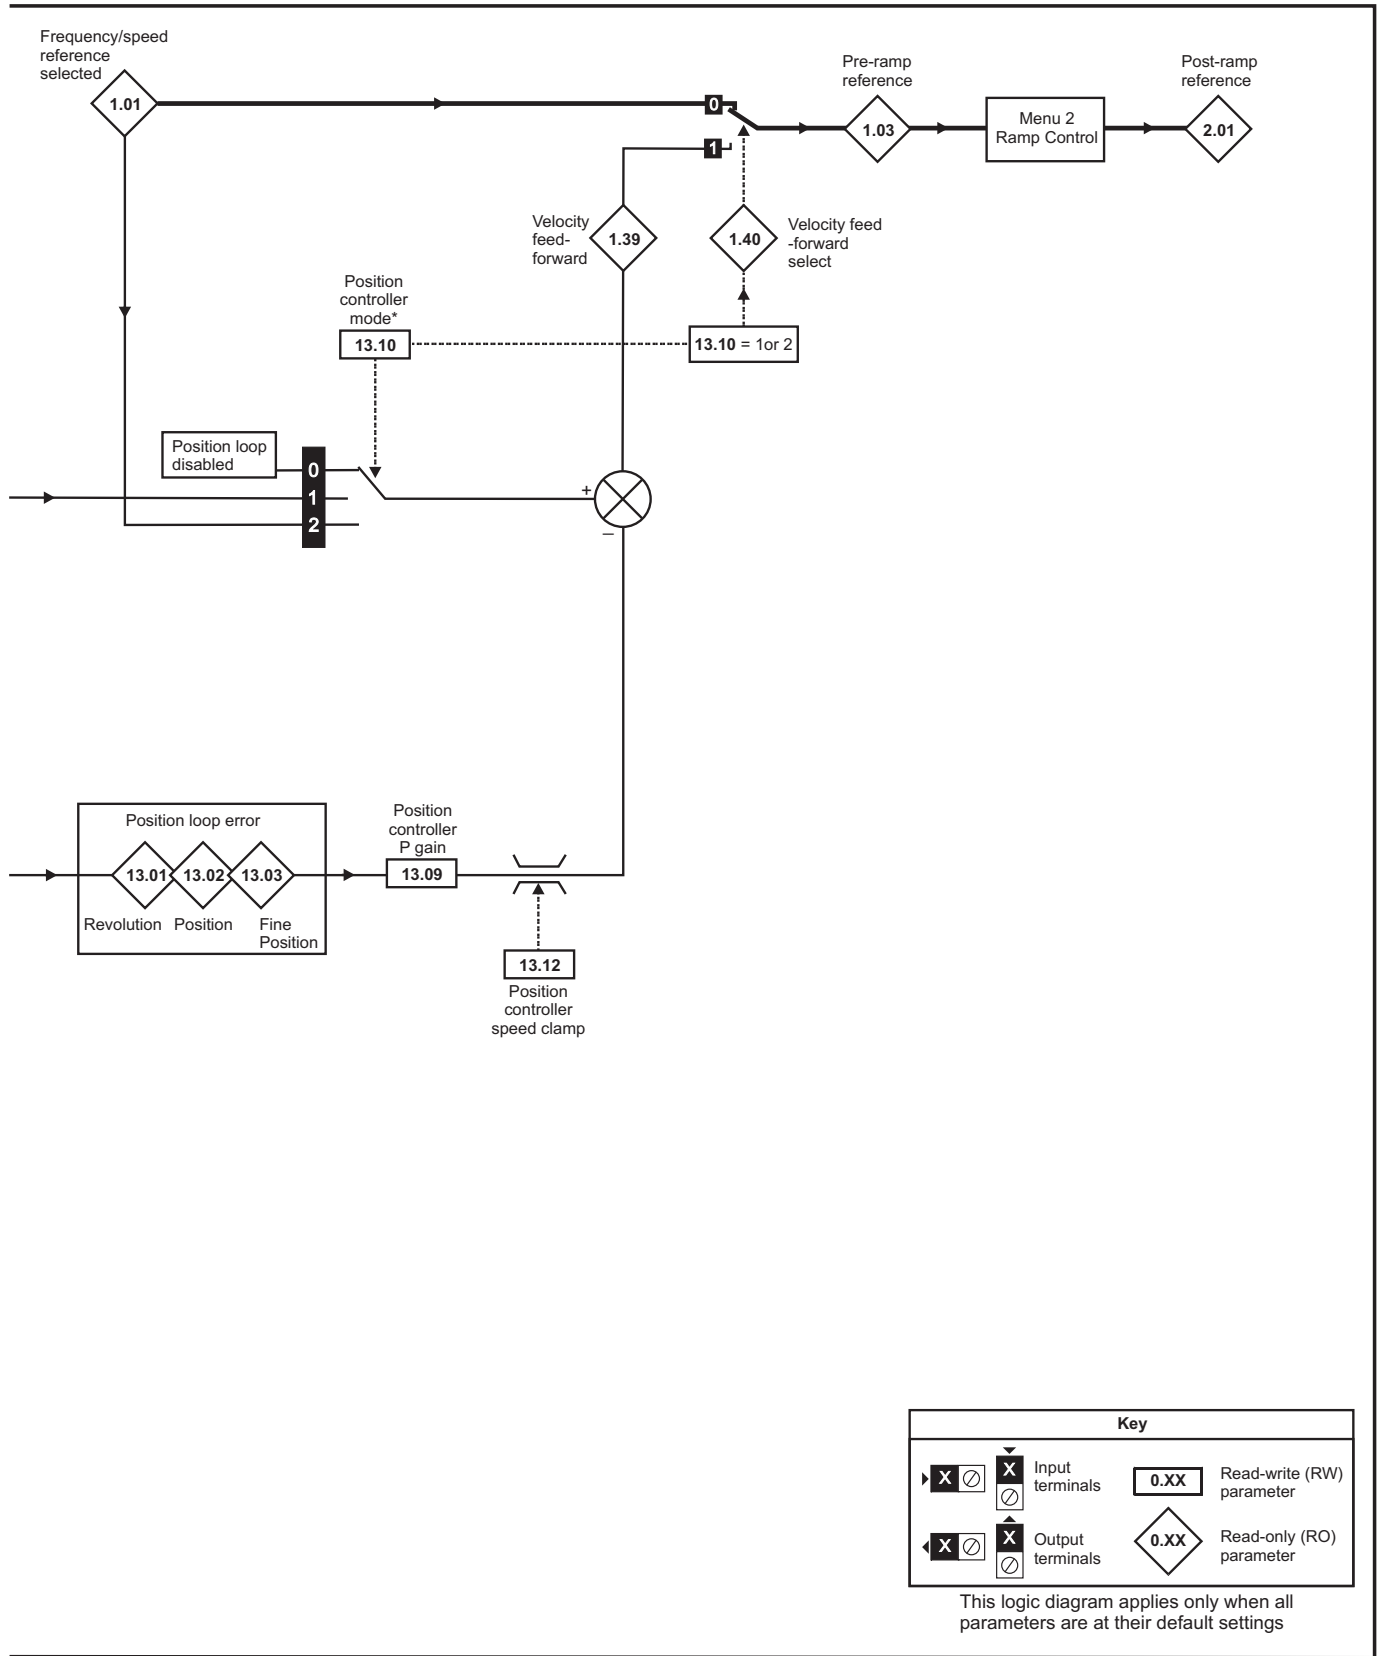 Frequency/speed
reference
selected
1.01
0
1
Pre-ramp
reference
1.03
Menu 2
Ramp Control
Post-ramp
reference
2.01
Velocity
feed-
forward
1.39
1.40
Velocity feed
-forward
select
Position
controller
mode*
13.10
13.10 = 1or 2
Position loop
disabled
0
1
2
+
–
Position loop error
13.01
13.02
13.03
Revolution
Position
Fine
Position
Position
controller
P gain
13.09
13.12
Position
controller
speed clamp
Key
X
X
Input
terminals
0.XX
Read-write (RW)
parameter
X
X
Output
terminals
0.XX
Read-only (RO)
parameter
This logic diagram applies only when all
parameters are at their default settings